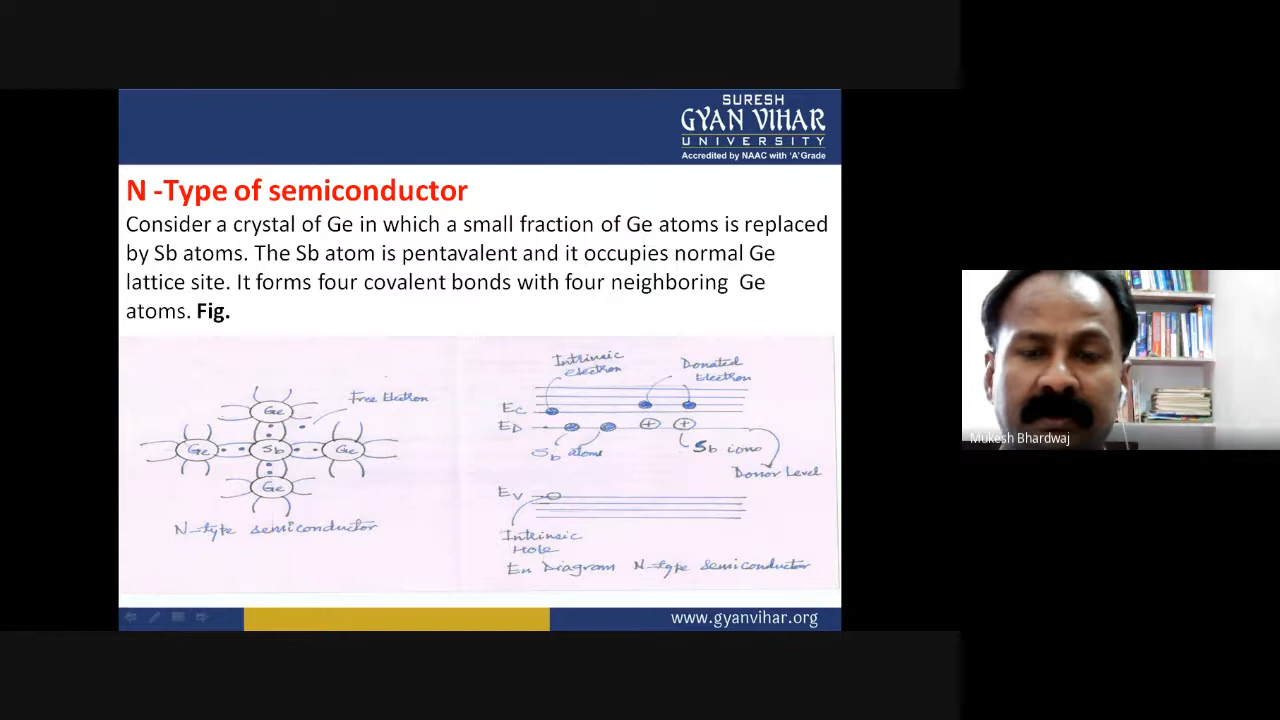 SURESH
GYAN VIHAR
UNIVERSITY
Accredited by NAAC with 'A' Grade
N -Type of semiconductor
Consider a crystal of Ge in which a small fraction of Ge atoms is replaced
by Sb atoms. The Sb atom is pentavalent and it occupies normal Ge
lattice site. It forms four covalent bonds with four neighboring Ge
atoms. Fig.
Free Electron
Ge
Ge Sb Ge
Ge
N-type semiconductor
Intrinsic electron
Donated Electron
Ec
ED
Sb atoms
Sb ions
Donor Level
Ev
Intrinsic
Hole
En Diagram N-type semiconductor
www.gyanvihar.org
Mukesh Bhardwaj